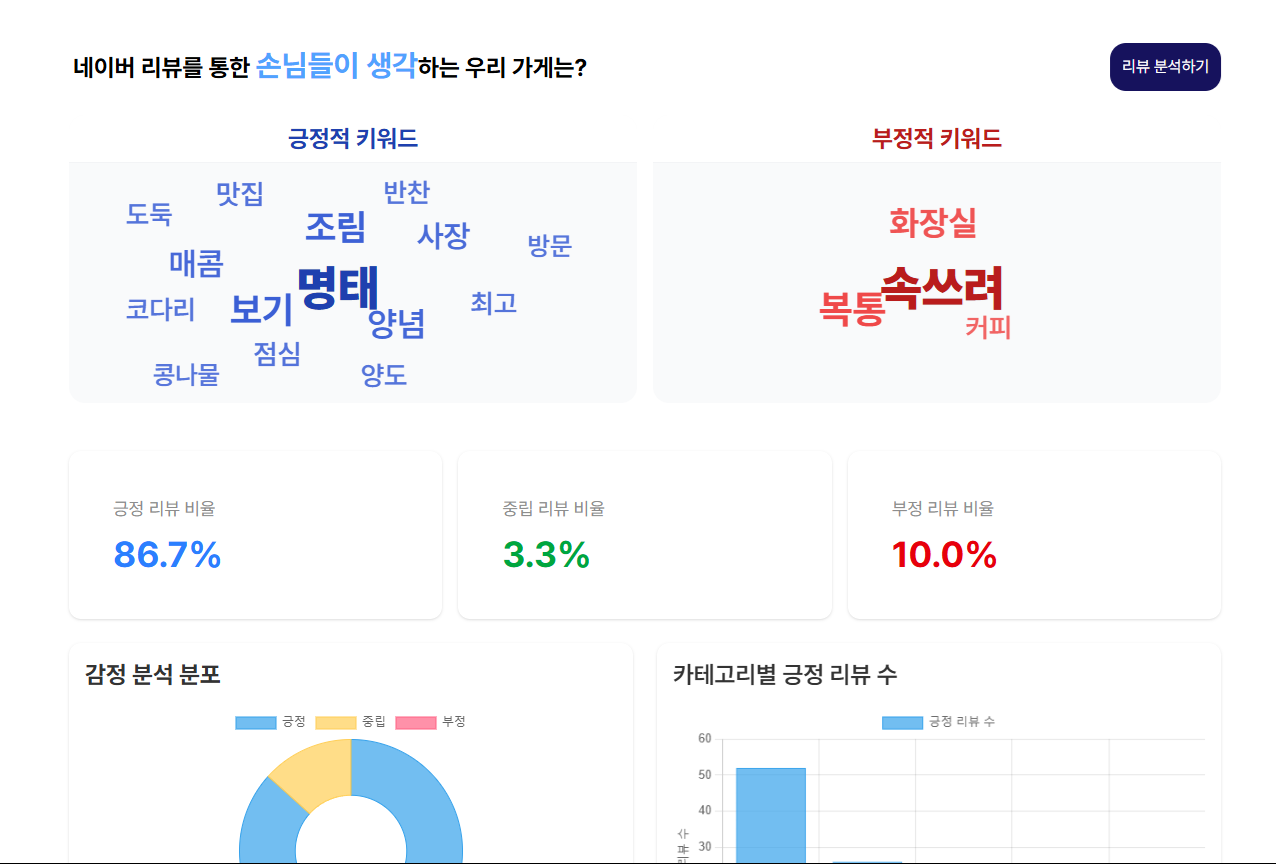 네이버 리뷰를 통한 손님들이 생각하는 우리 가게는?
리뷰 분석하기
긍정적 키워드
도둑
맛집
반찬
조림
사장
방문
매콤
명태
코다리
보기
양념
최고
점심
콩나물
양도
부정적 키워드
화장실
속쓰려
복통
커피
긍정 리뷰 비율
86.7%
중립 리뷰 비율
3.3%
부정 리뷰 비율
10.0%
감정 분석 분포
긍정 중립 부정
카테고리별 긍정 리뷰 수
긍정 리뷰 수
60
50
40
30
리뷰 수